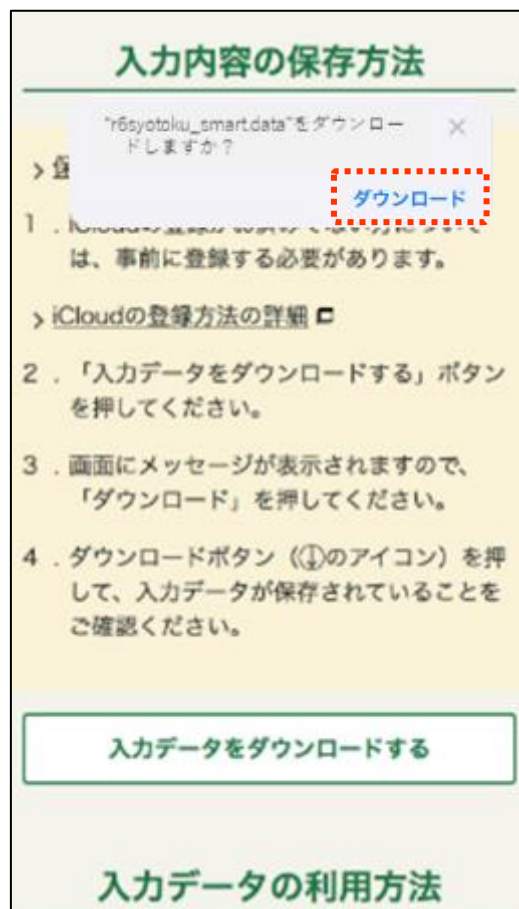 入力内容の保存方法
"r6syotoku_smart.data"をダウンロー
ドしますか？
ダウンロード
1．
は、事前に登録する必要があります。
iCloudの登録方法の詳細
2．「入力データをダウンロードする」ボタン
を押してください。
3．画面にメッセージが表示されますので、
「ダウンロード」を押してください。
4．ダウンロードボタン（のアイコン）を押
して、入力データが保存されていることを
ご確認ください。
入力データをダウンロードする
入力データの利用方法